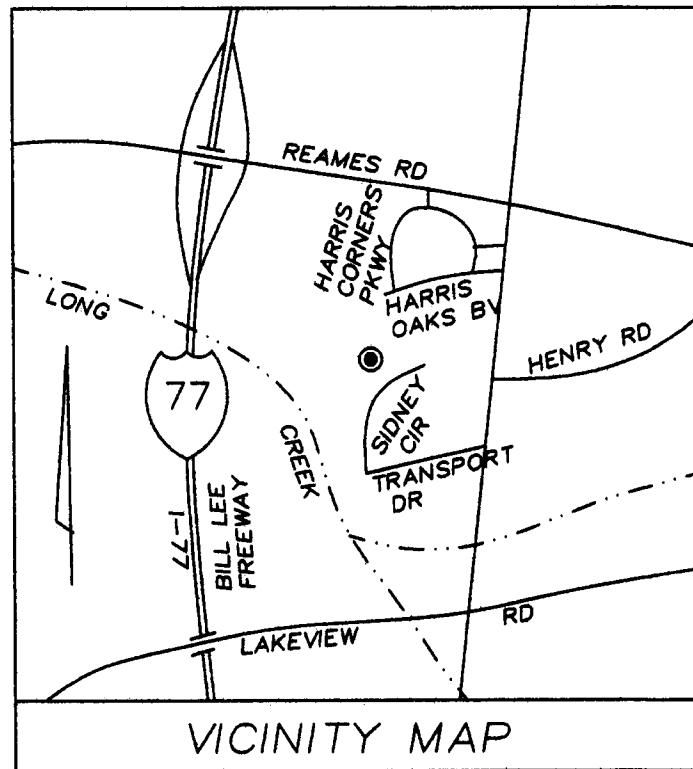 REAMES RD
HARRIS
CORNERS
PKWY
HARRIS
OAKS BV
LONG
HENRY RD
77
SIDNEY
CIR
CREEK
TRANSPORT
DR
I-77
BILL LEE
FREEWAY
LAKEVIEW RD
VICINITY MAP